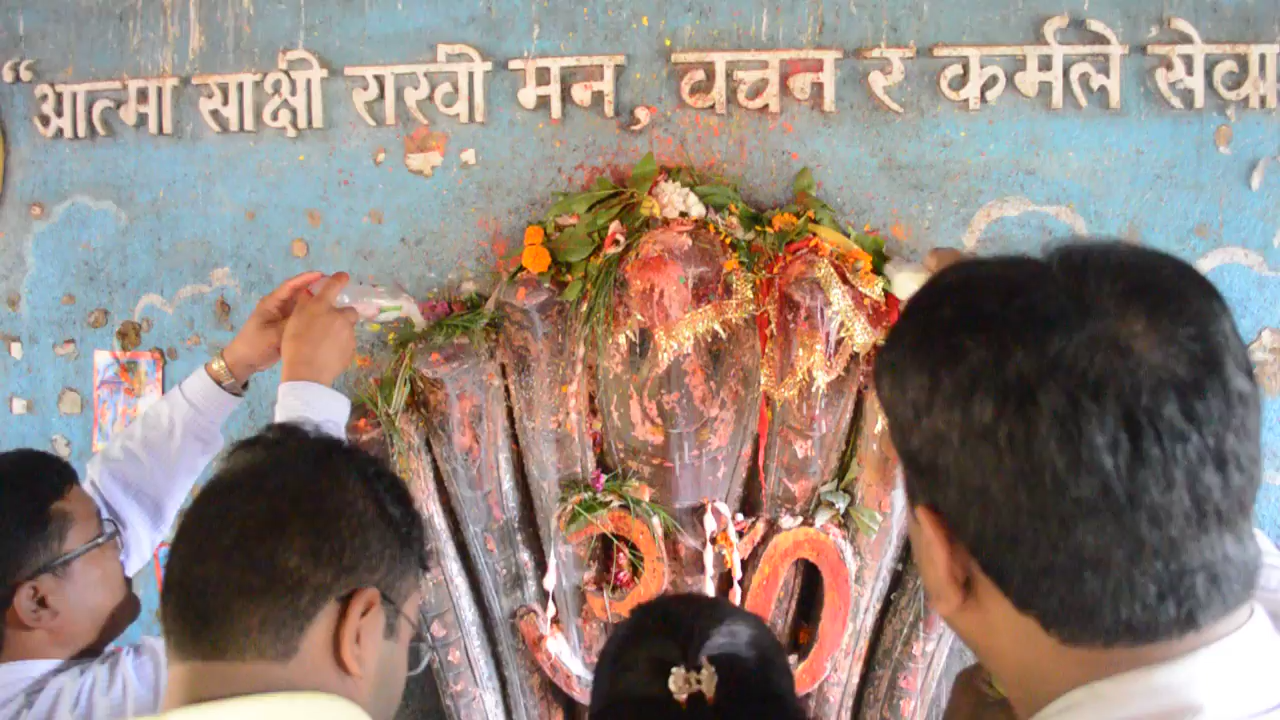 “आत्मा साक्षी राखी मन, वचन र कर्मले सेवा